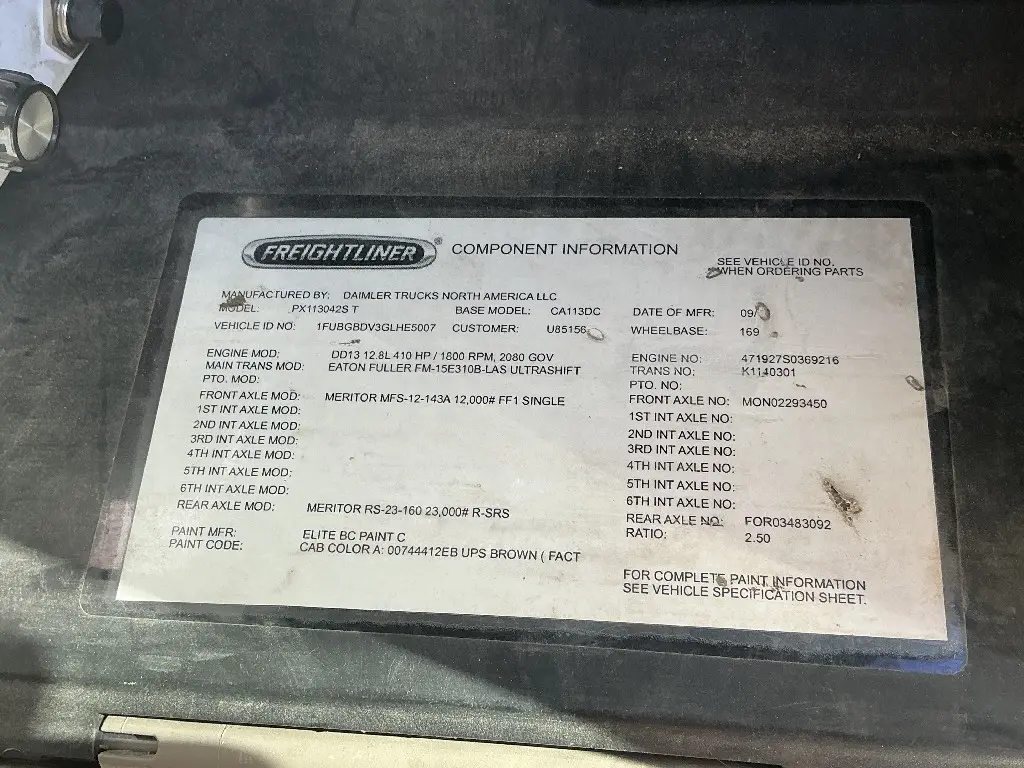 FREIGHTLINER® COMPONENT INFORMATION
SEE VEHICLE ID NO.
WHEN ORDERING PARTS
MANUFACTURED BY: DAIMLER TRUCKS NORTH AMERICA LLC
MODEL: PX113042S T BASE MODEL: CA113DC DATE OF MFR: 09/
VEHICLE ID NO: 1FUBGBDV3GLHE5007 CUSTOMER: U85156 WHEELBASE: 169
ENGINE MOD: DD13 12.8L 410 HP / 1800 RPM, 2080 GOV ENGINE NO: 471927S0369216
MAIN TRANS MOD: EATON FULLER FM-15E310B-LAS ULTRASHIFT TRANS NO: K1140301
PTO. MOD: PTO. NO:
FRONT AXLE MOD: MERITOR MFS-12-143A 12,000# FF1 SINGLE FRONT AXLE NO: MON02293450
1ST INT AXLE MOD: 1ST INT AXLE NO:
2ND INT AXLE MOD: 2ND INT AXLE NO:
3RD INT AXLE MOD: 3RD INT AXLE NO:
4TH INT AXLE MOD: 4TH INT AXLE NO:
5TH INT AXLE MOD: 5TH INT AXLE NO:
6TH INT AXLE MOD: 6TH INT AXLE NO:
REAR AXLE MOD: MERITOR RS-23-160 23,000# R-SRS REAR AXLE NO: FOR03483092
RATIO: 2.50
PAINT MFR: ELITE BC PAINT C
PAINT CODE: CAB COLOR A: 00744412EB UPS BROWN ( FACT
FOR COMPLETE PAINT INFORMATION
SEE VEHICLE SPECIFICATION SHEET.